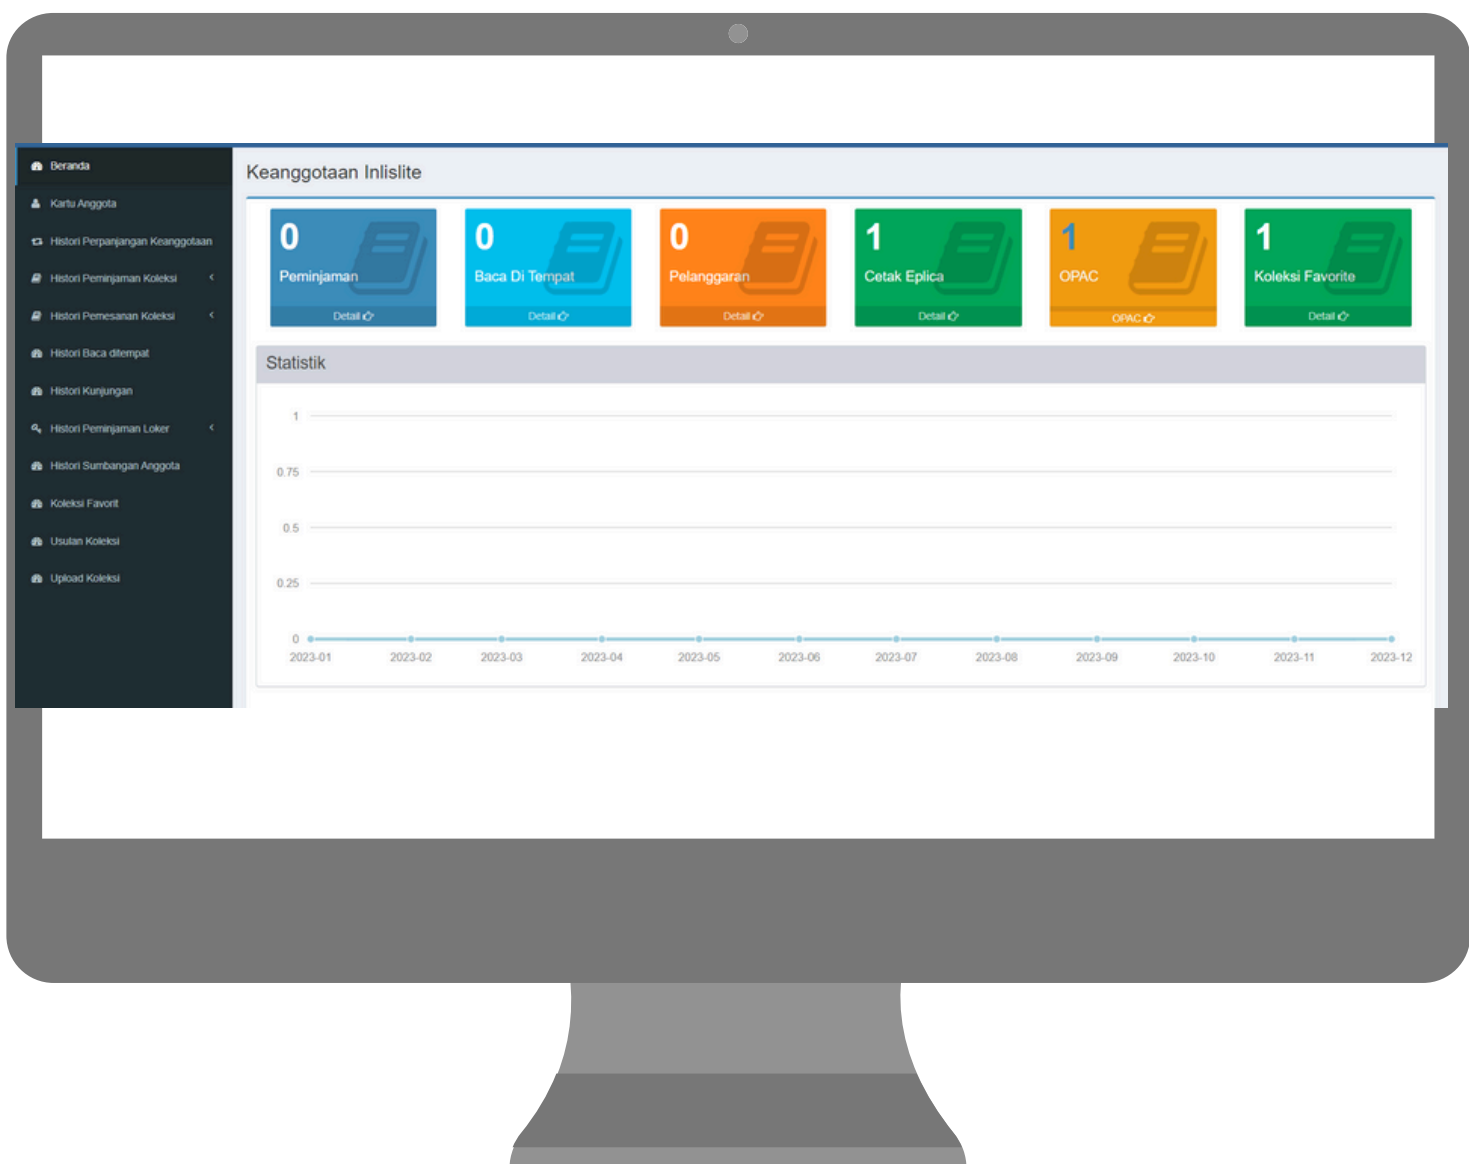 Beranda
Kartu Anggota
Histori Perpanjangan Keanggotaan
Histori Peminjaman Koleksi
Histori Pemesanan Koleksi
Histori Baca ditempat
Histori Kunjungan
Histori Peminjaman Loker
Histori Sumbangan Anggota
Koleksi Favorit
Usulan Koleksi
Upload Koleksi
Keanggotaan Inlislite
0
Peminjaman
Detail
0
Baca Di Tempat
Detail
0
Pelanggaran
Detail
1
Cetak Eplica
Detail
1
OPAC
OPAC
1
Koleksi Favorite
Detail
Statistik
1
0.75
0.5
0.25
0
2023-01 2023-02 2023-03 2023-04 2023-05 2023-06 2023-07 2023-08 2023-09 2023-10 2023-11 2023-12